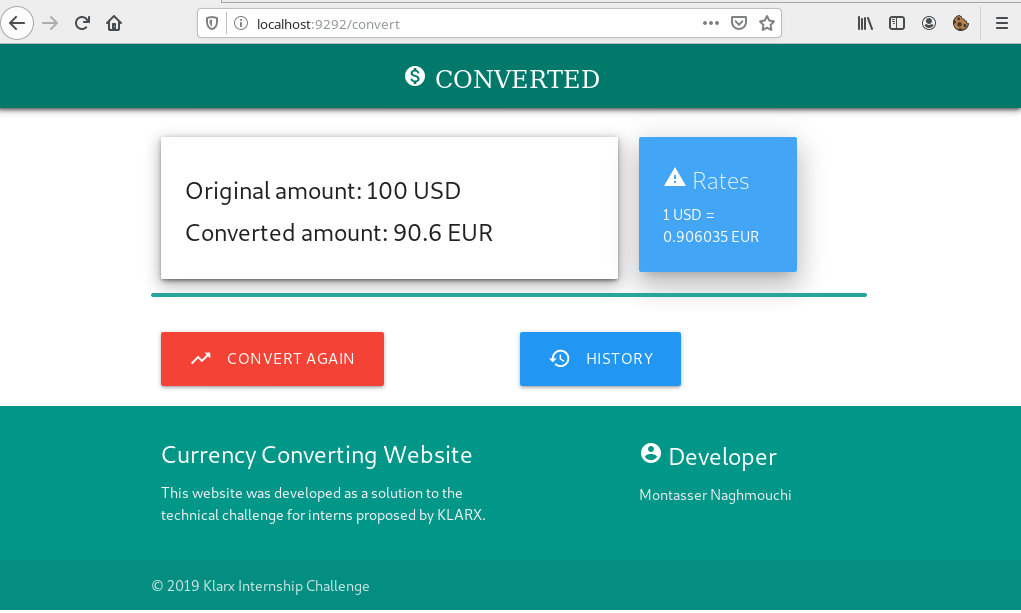 localhost:9292/convert
CONVERTED
Original amount: 100 USD
Converted amount: 90.6 EUR
Rates
1 USD =
0.906035 EUR
CONVERT AGAIN
HISTORY
Currency Converting Website
This website was developed as a solution to the
technical challenge for interns proposed by KLARX.
Developer
Montasser Naghmouchi
© 2019 Klarx Internship Challenge